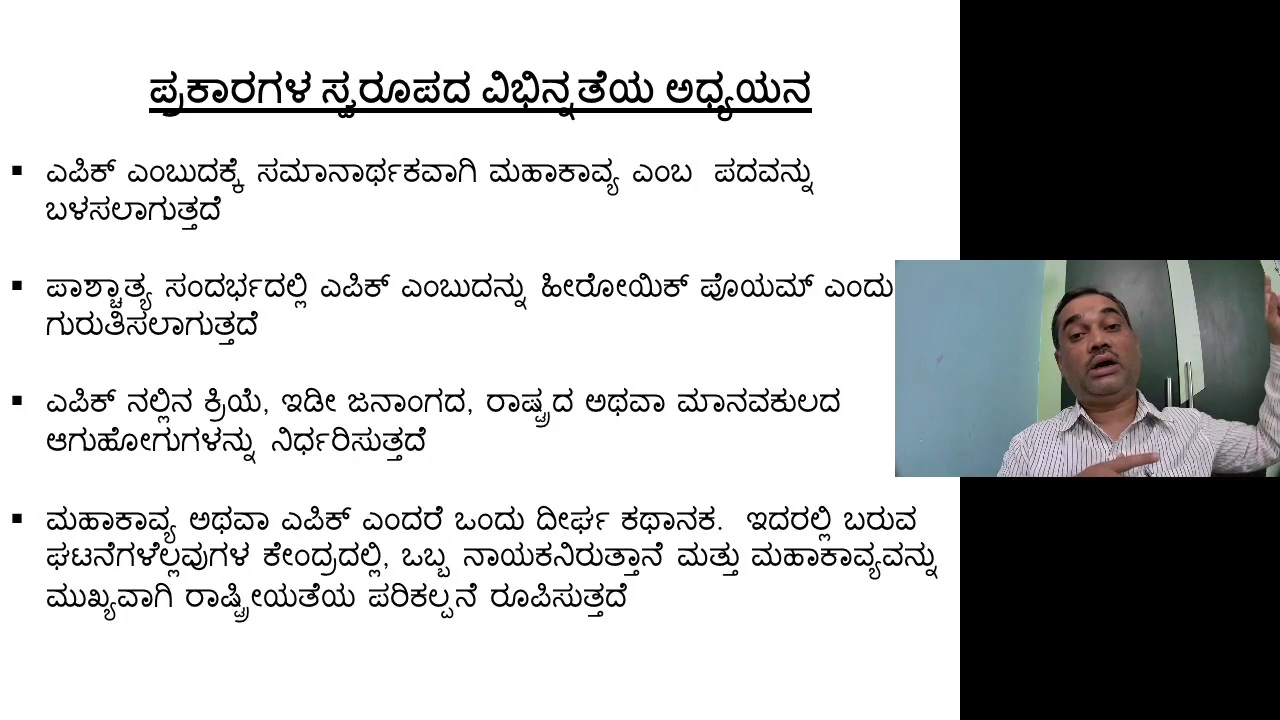 ಪ್ರಕಾರಗಳ ಸ್ವರೂಪದ ವಿಭಿನ್ನತೆಯ ಅಧ್ಯಯನ
▪ ಎಪಿಕ್ ಎಂಬುದಕ್ಕೆ ಸಮಾನಾರ್ಥಕವಾಗಿ ಮಹಾಕಾವ್ಯ ಎಂಬ ಪದವನ್ನು
ಬಳಸಲಾಗುತ್ತದೆ
▪ ಪಾಶ್ಚಾತ್ಯ ಸಂದರ್ಭದಲ್ಲಿ ಎಪಿಕ್ ಎಂಬುದನ್ನು ಹೀರೋಯಿಕ್ ಪೊಯಮ್ ಎಂದು
ಗುರುತಿಸಲಾಗುತ್ತದೆ
▪ ಎಪಿಕ್ ನಲ್ಲಿನ ಕ್ರಿಯೆ, ಇಡೀ ಜನಾಂಗದ, ರಾಷ್ಟ್ರದ ಅಥವಾ ಮಾನವಕುಲದ
ಆಗುಹೋಗುಗಳನ್ನು ನಿರ್ಧರಿಸುತ್ತದೆ
▪ ಮಹಾಕಾವ್ಯ ಅಥವಾ ಎಪಿಕ್ ಎಂದರೆ ಒಂದು ದೀರ್ಘ ಕಥಾನಕ. ಇದರಲ್ಲಿ ಬರುವ
ಘಟನೆಗಳೆಲ್ಲವುಗಳ ಕೇಂದ್ರದಲ್ಲಿ, ಒಬ್ಬ ನಾಯಕನಿರುತ್ತಾನೆ ಮತ್ತು ಮಹಾಕಾವ್ಯವನ್ನು
ಮುಖ್ಯವಾಗಿ ರಾಷ್ಟ್ರೀಯತೆಯ ಪರಿಕಲ್ಪನೆ ರೂಪಿಸುತ್ತದೆ